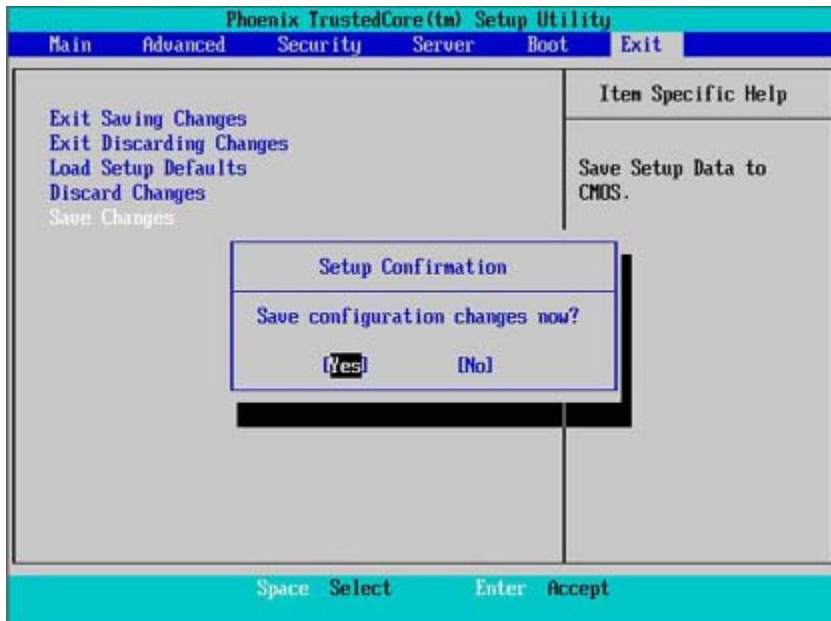 Phoenix TrustedCore(tm) Setup Utility
Main Advanced Security Server Boot Exit
Exit Saving Changes
Exit Discarding Changes
Load Setup Defaults
Discard Changes
Save Changes
Item Specific Help
Save Setup Data to
CMOS.
Setup Confirmation
Save configuration changes now?
[Yes] [No]
Space Select Enter Accept